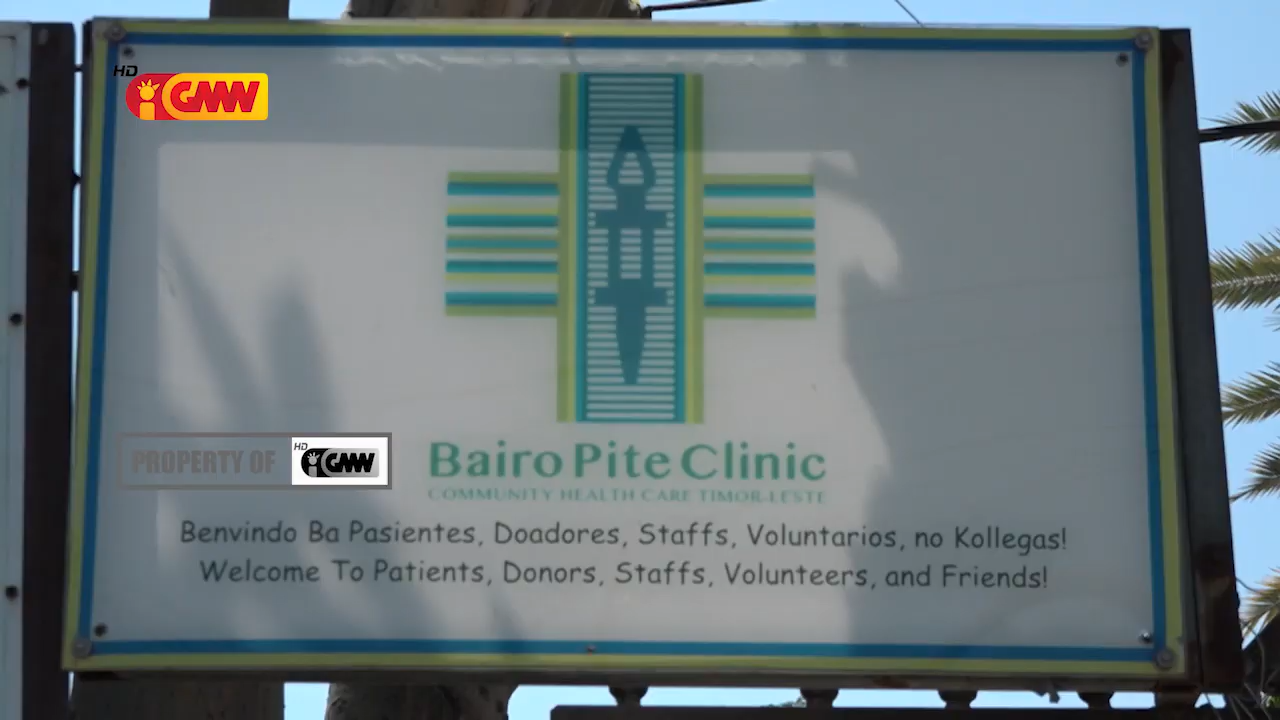 HD
GMW
PROPERTY OF HD GMW
Bairo Pite Clinic
COMMUNITY HEALTH CARE TIMOR-LESTE
Benvindo Ba Pasientes, Doadores, Staffs, Voluntarios, no Kollegas!
Welcome To Patients, Donors, Staffs, Volunteers, and Friends!